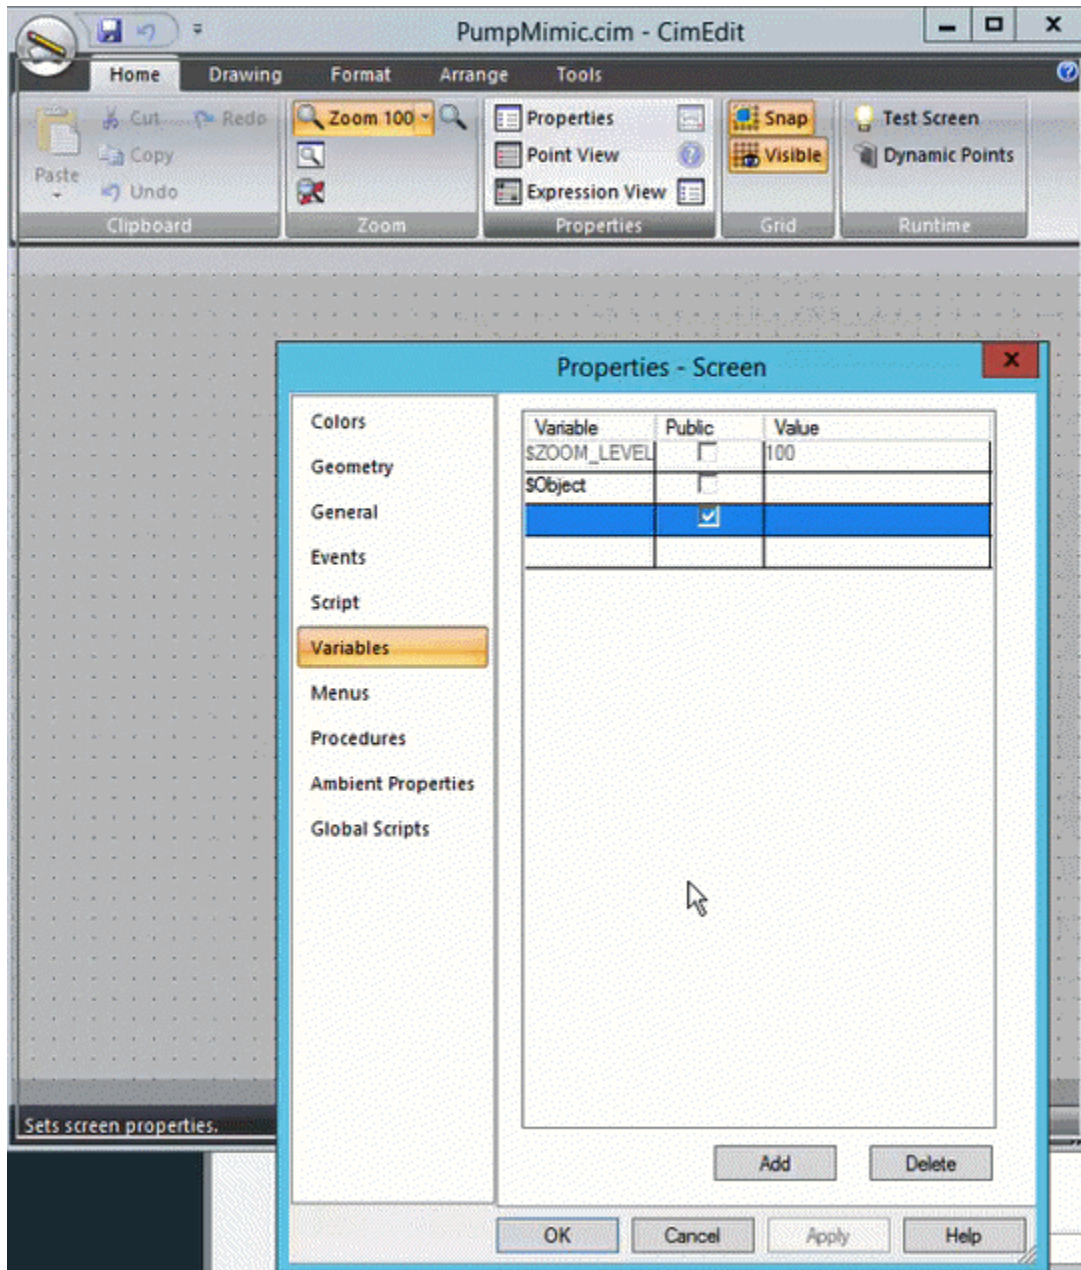 PumpMimic.cim - CimEdit
Home Drawing Format Arrange Tools
Cut Redo Zoom 100 Properties Snap Test Screen
Copy Point View Visible Dynamic Points
Paste
Undo Expression View
Clipboard Zoom Properties Grid Runtime
Properties - Screen
Colors
Geometry
General
Events
Script
Variables
Menus
Procedures
Ambient Properties
Global Scripts
Variable Public Value
$ZOOM_LEVEL 100
$Object
Sets screen properties.
Add Delete
OK Cancel Apply Help